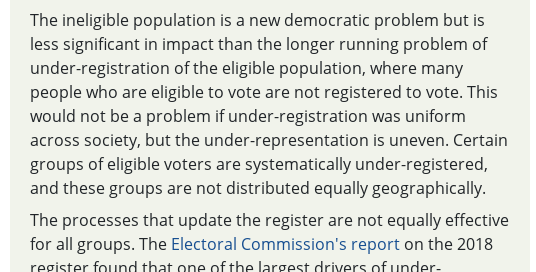 The ineligible population is a new democratic problem but is
less significant in impact than the longer running problem of
under-registration of the eligible population, where many
people who are eligible to vote are not registered to vote. This
would not be a problem if under-registration was uniform
across society, but the under-representation is uneven. Certain
groups of eligible voters are systematically under-registered,
and these groups are not distributed equally geographically.
The processes that update the register are not equally effective
for all groups. The Electoral Commission's report on the 2018
register found that one of the largest drivers of under-